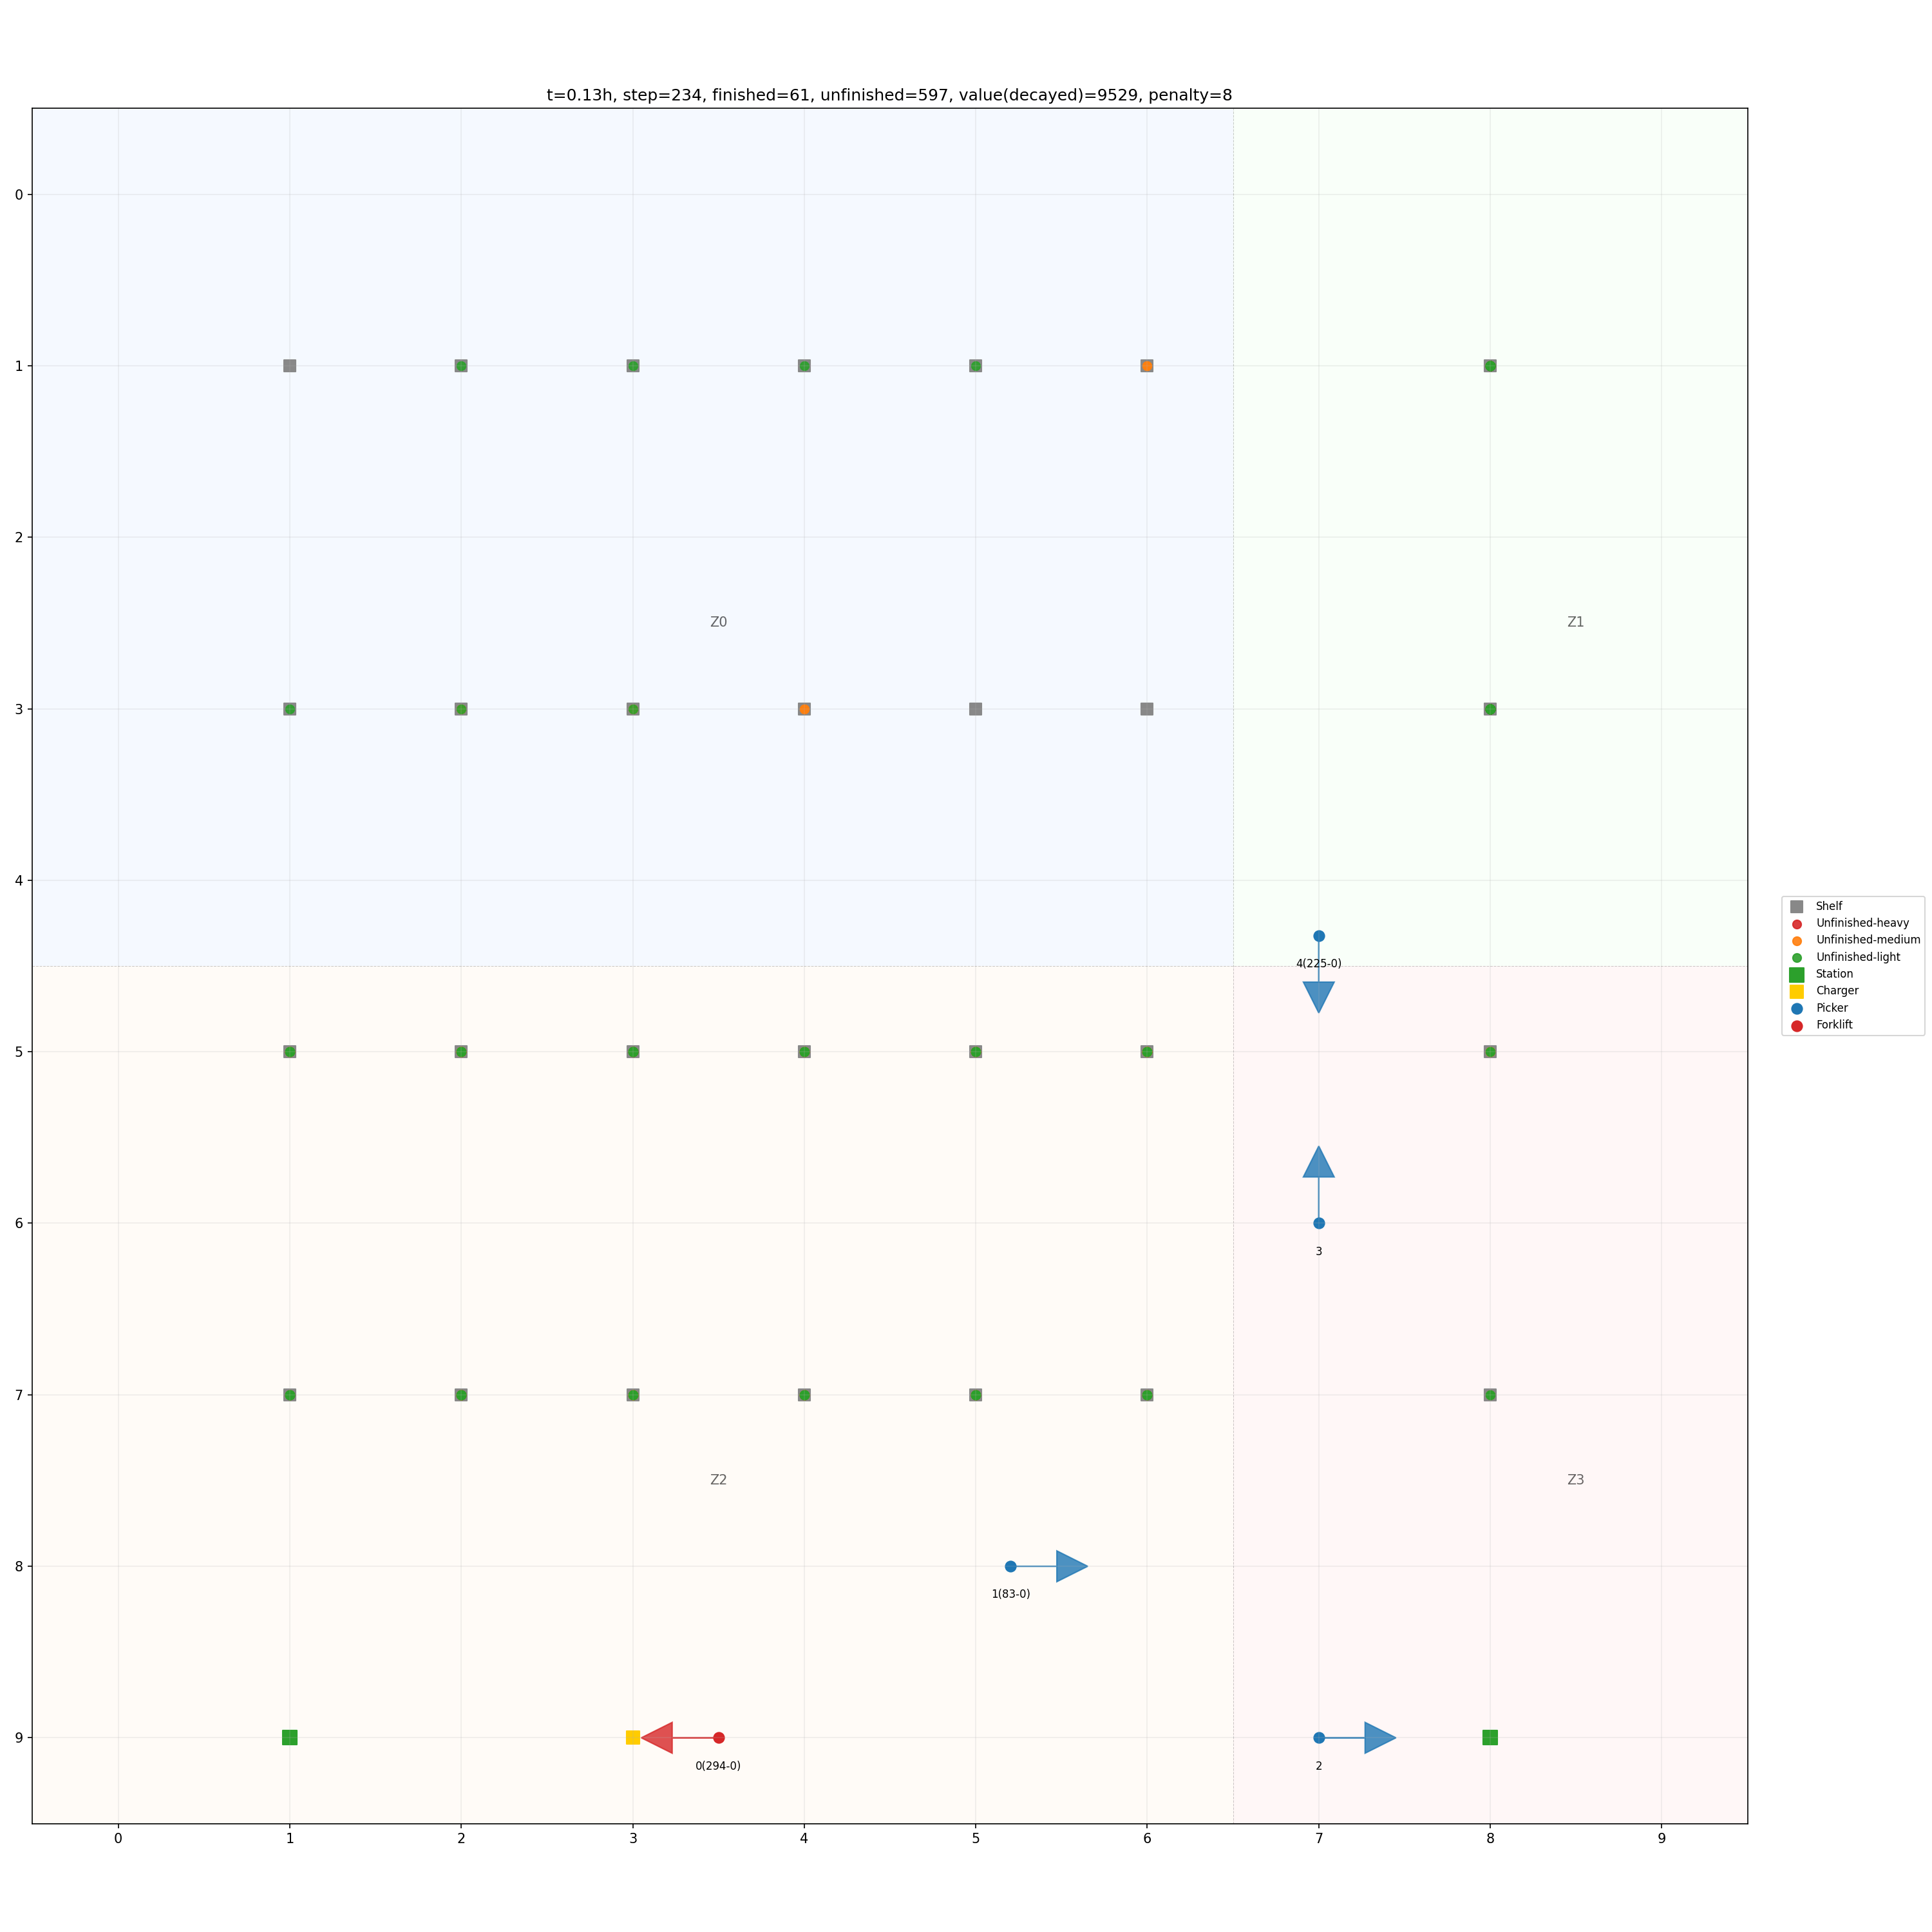 t=0.13h, step=234, finished=61, unfinished=597, value(decayed)=9529, penalty=8
0
1
2
Z0
Z1
3
4
4(225-0)
Shelf
Unfinished-heavy
Unfinished-medium
Unfinished-light
Station
Charger
Picker
Forklift
5
6
3
7
Z2
Z3
8
1(83-0)
9
0(294-0)
2
0 1 2 3 4 5 6 7 8 9